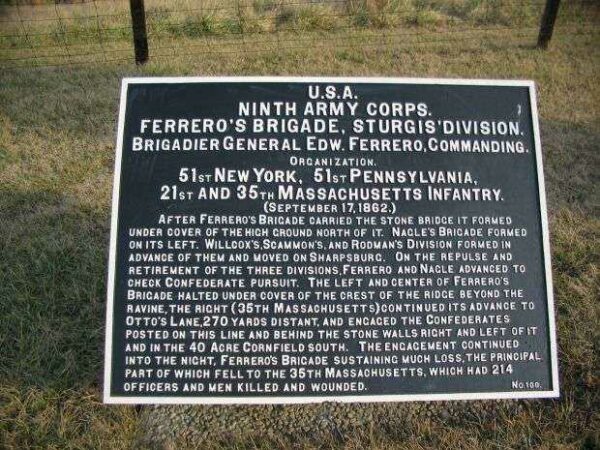 U.S.A.
NINTH ARMY CORPS.
FERRERO'S BRIGADE, STURGIS' DIVISION.
BRIGADIER GENERAL EDW. FERRERO, COMMANDING.
ORGANIZATION.
51ST NEW YORK, 51ST PENNSYLVANIA,
21ST AND 35TH MASSACHUSETTS INFANTRY.
(SEPTEMBER 17, 1862.)
AFTER FERRERO'S BRIGADE CARRIED THE STONE BRIDGE IT FORMED
UNDER COVER OF THE HIGH GROUND NORTH OF IT. NAGLE'S BRIGADE FORMED
ON ITS LEFT. WILLCOX'S, SCAMMON'S, AND RODMAN'S DIVISION FORMED IN
ADVANCE OF THEM AND MOVED ON SHARPSBURG. ON THE REPULSE AND
RETIREMENT OF THE THREE DIVISIONS, FERRERO AND NAGLE ADVANCED TO
CHECK CONFEDERATE PURSUIT. THE LEFT AND CENTER OF FERRERO'S
BRIGADE HALTED UNDER COVER OF THE CREST OF THE RIDGE BEYOND THE
RAVINE, THE RIGHT (35TH MASSACHUSETTS) CONTINUED ITS ADVANCE TO
OTTO'S LANE, 270 YARDS DISTANT, AND ENGAGED THE CONFEDERATES
POSTED ON THIS LINE AND BEHIND THE STONE WALLS RIGHT AND LEFT OF IT
AND IN THE 40 ACRE CORNFIELD SOUTH. THE ENGAGEMENT CONTINUED
INTO THE NIGHT, FERRERO'S BRIGADE SUSTAINING MUCH LOSS, THE PRINCIPAL
PART OF WHICH FELL TO THE 35TH MASSACHUSETTS, WHICH HAD 214
OFFICERS AND MEN KILLED AND WOUNDED.
No. 109.